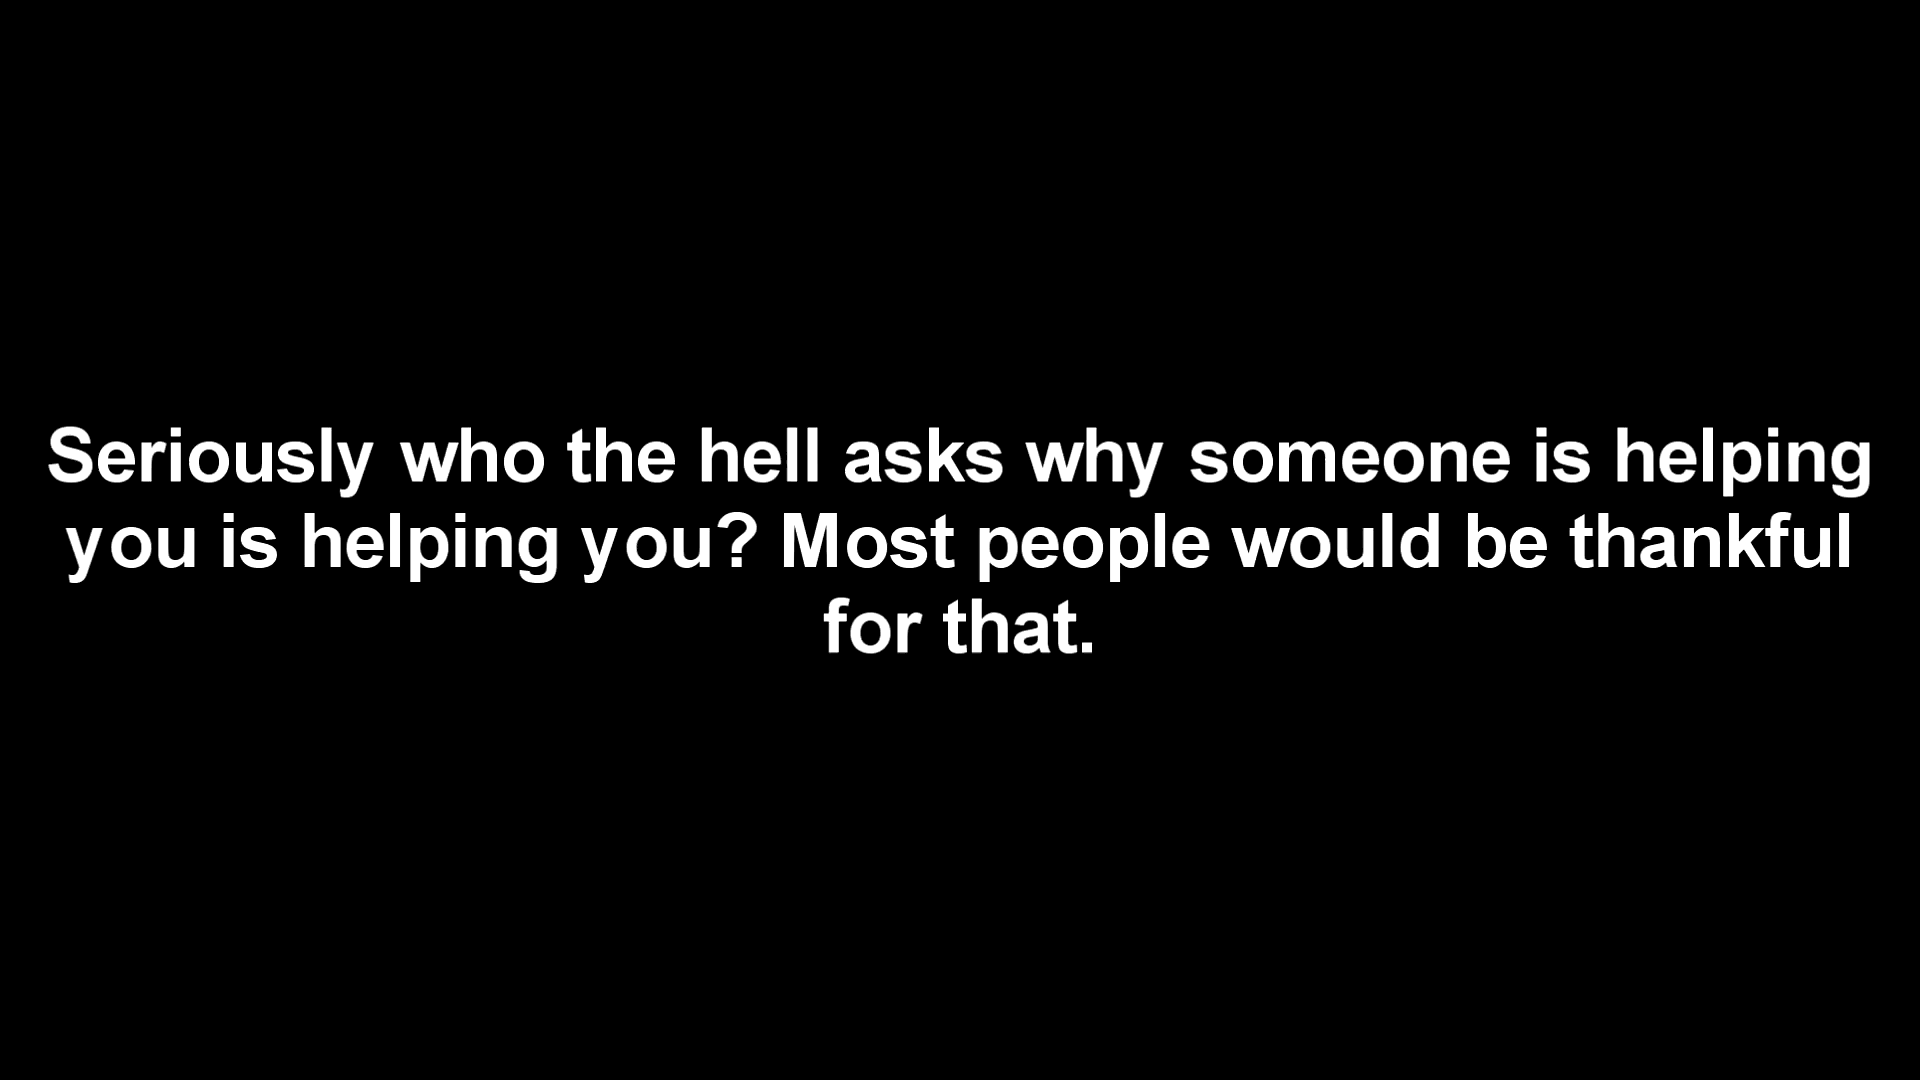 Seriously who the hell asks why someone is helping
you is helping you? Most people would be thankful
for that.